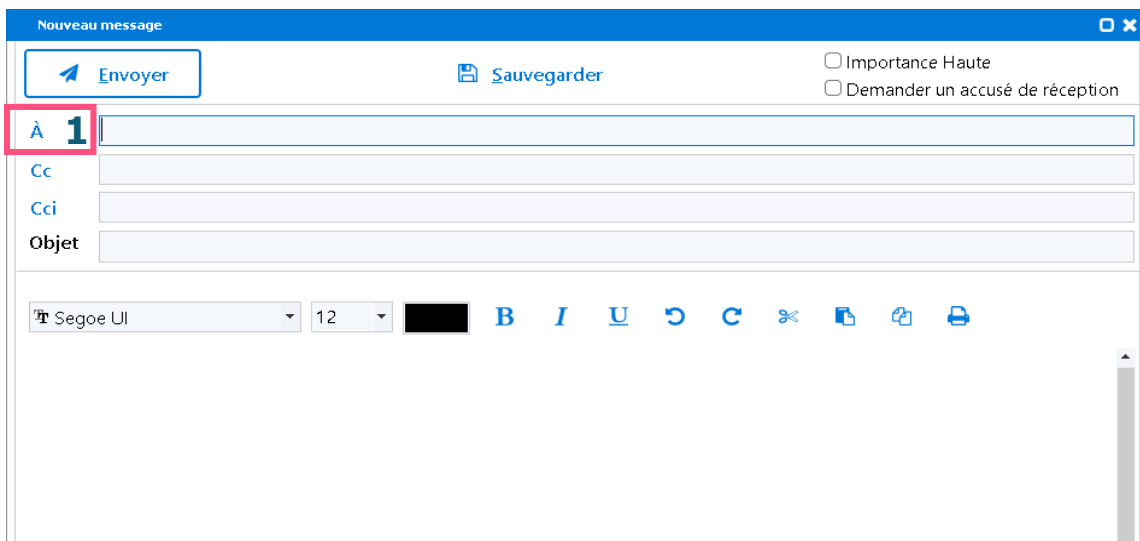 Nouveau message
Envoyer
Sauvegarder
Importance Haute
Demander un accusé de réception
À 1
Cc
Cci
Objet
Segoe UI 12 B I U